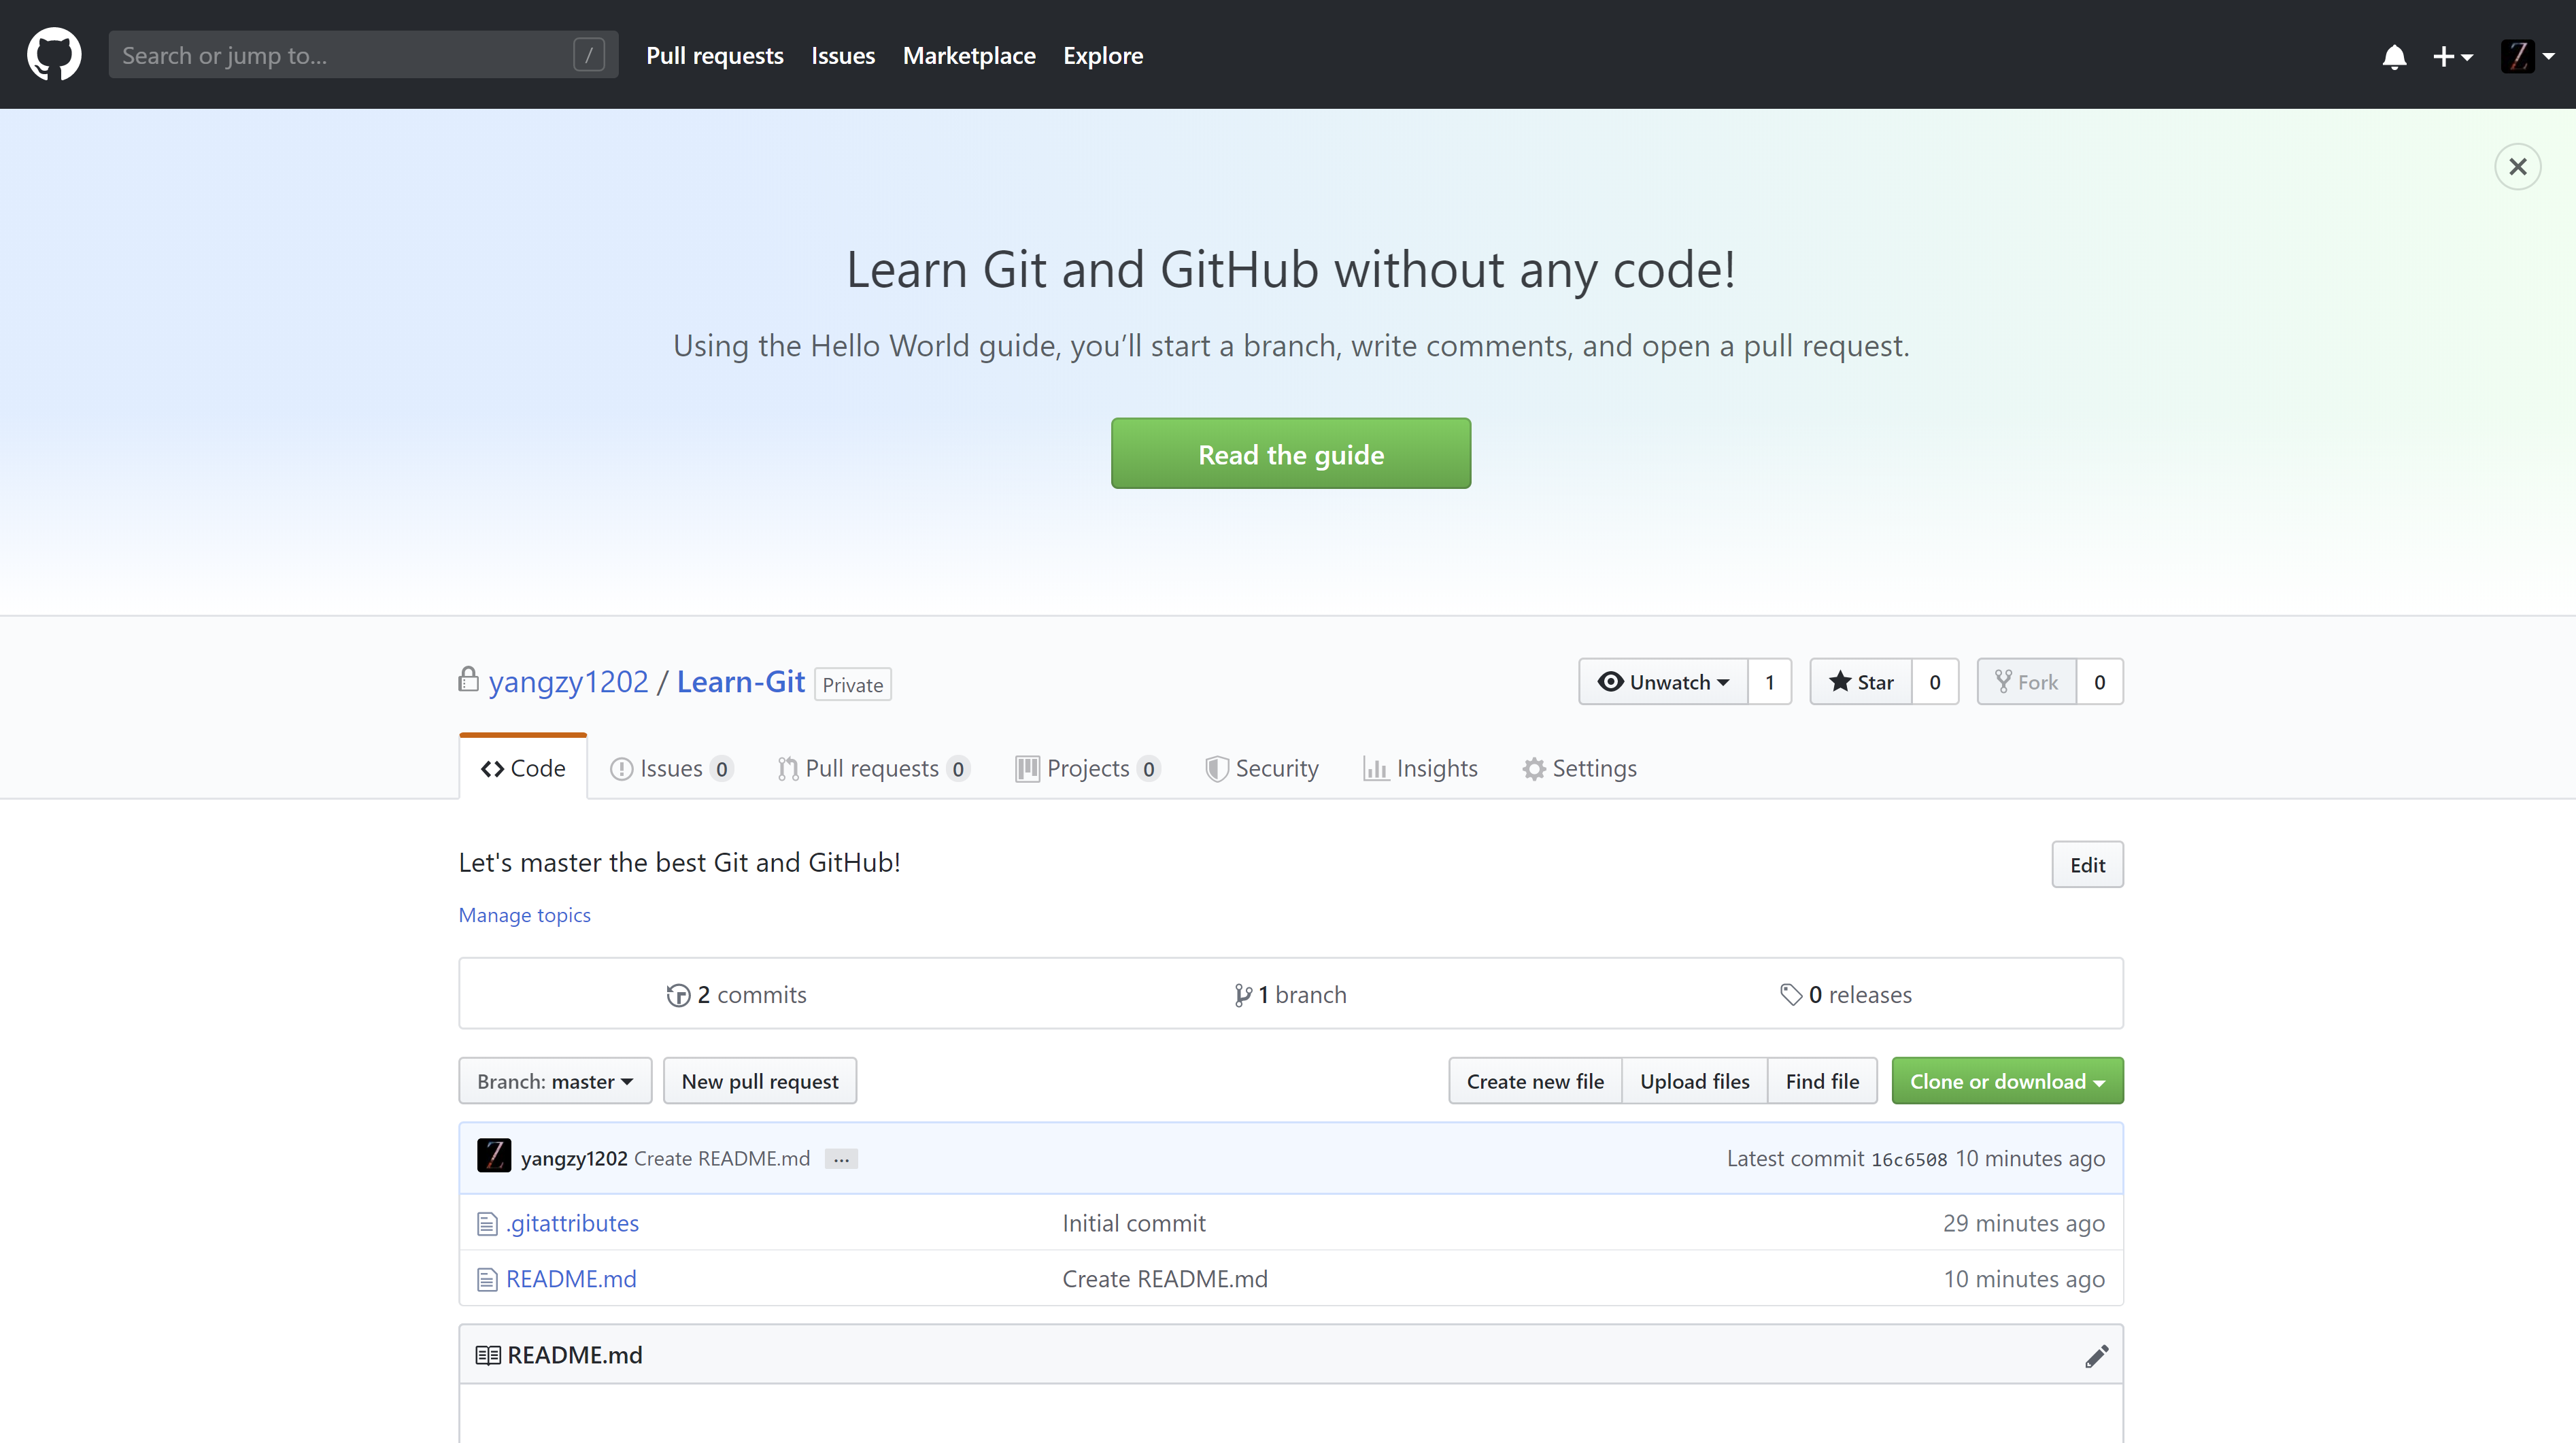 Search or jump to... / Pull requests Issues Marketplace Explore
Learn Git and GitHub without any code!
Using the Hello World guide, you’ll start a branch, write comments, and open a pull request.
Read the guide
yangzy1202 / Learn-Git Private Unwatch 1 Star 0 Fork 0
Code Issues 0 Pull requests 0 Projects 0 Security Insights Settings
Let's master the best Git and GitHub! Edit
Manage topics
2 commits 1 branch 0 releases
Branch: master New pull request Create new file Upload files Find file Clone or download
Z yangzy1202 Create README.md ... Latest commit 16c6508 10 minutes ago
.gitattributes Initial commit 29 minutes ago
README.md Create README.md 10 minutes ago
README.md